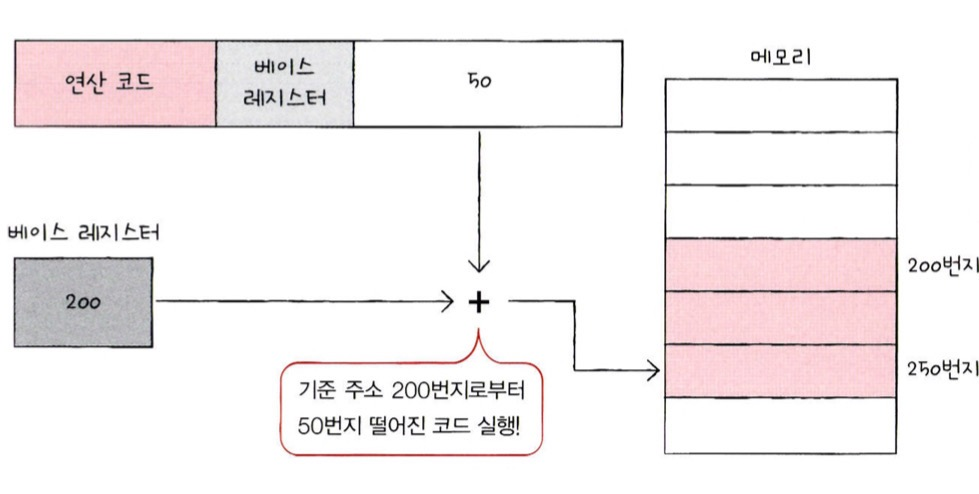 메모리
연산 코드
베이스
레지스터
50
베이스 레지스터
200
+
200번지
250번지
기준 주소 200번지로부터
50번지 떨어진 코드 실행!